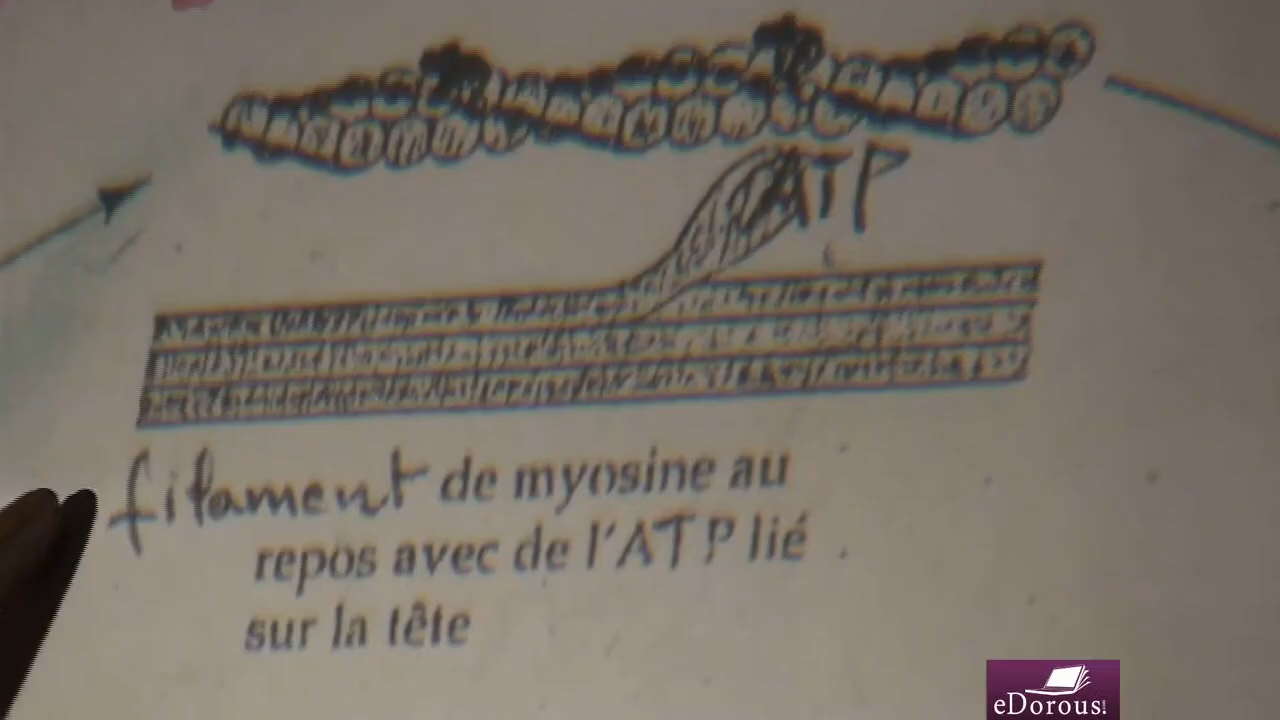 ATP
filament de myosine au
repos avec de l'ATP lié
sur la tête
eDorous!